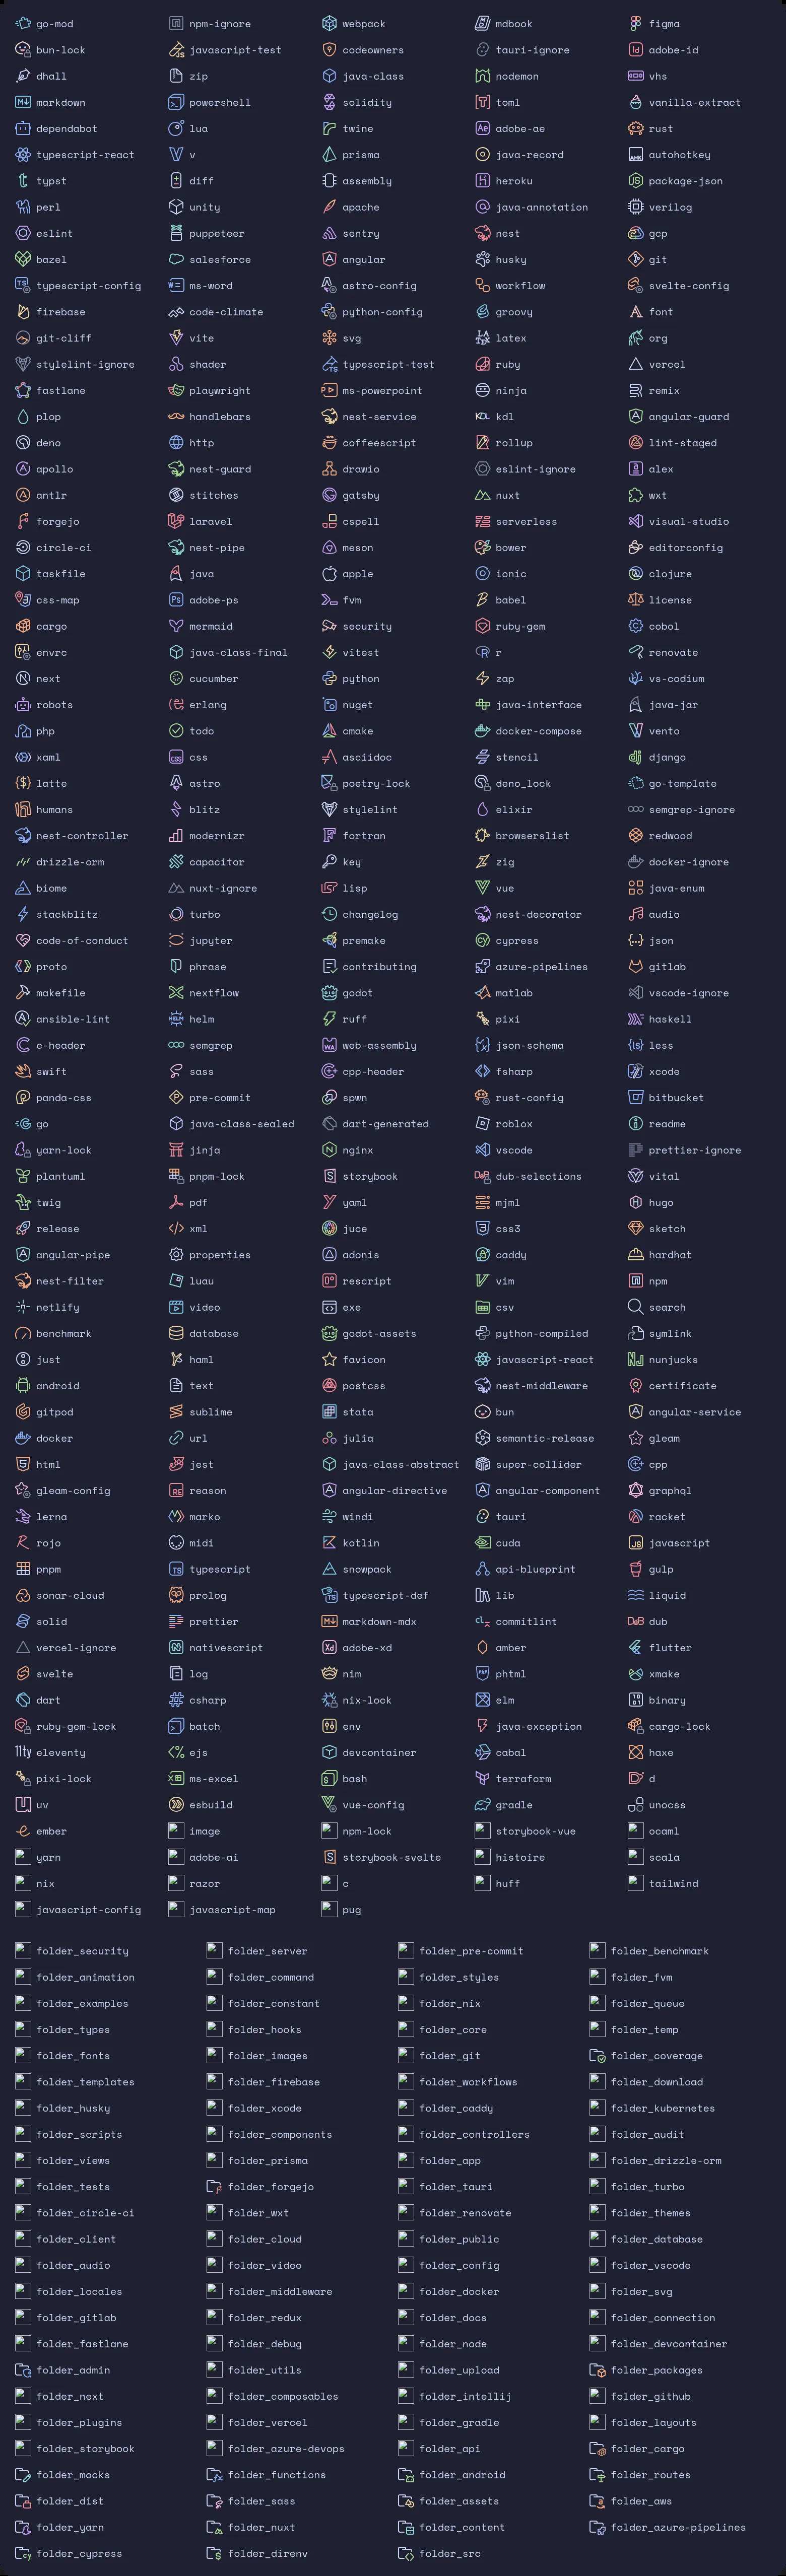 go-mod npm-ignore webpack mdbook figma
bun-lock javascript-test codeowners tauri-ignore adobe-id
dhall zip java-class nodemon vhs
markdown powershell solidity toml vanilla-extract
dependabot lua twine adobe-ae rust
typescript-react v prisma java-record autohotkey
typst diff assembly heroku package-json
perl unity apache java-annotation verilog
eslint puppeteer sentry nest gcp
bazel salesforce angular husky git
typescript-config ms-word astro-config workflow svelte-config
firebase code-climate python-config groovy font
git-cliff vite svg latex org
stylelint-ignore shader typescript-test ruby vercel
fastlane playwright ms-powerpoint ninja remix
plop handlebars nest-service kdl angular-guard
deno http coffeescript rollup lint-staged
apollo nest-guard drawio eslint-ignore alex
antlr stitches gatsby nuxt wxt
forgejo laravel cspell serverless visual-studio
circle-ci nest-pipe meson bower editorconfig
taskfile java apple ionic clojure
css-map adobe-ps fvm babel license
cargo mermaid security ruby-gem cobol
envrc java-class-final vitest r renovate
next cucumber python zap vs-codium
robots erlang nuget java-interface java-jar
php todo cmake docker-compose vento
xaml css asciidoc stencil django
latte astro poetry-lock deno_lock go-template
humans blitz stylelint elixir semgrep-ignore
nest-controller modernizr fortran browserslist redwood
drizzle-orm capacitor key zig docker-ignore
biome nuxt-ignore lisp vue java-enum
stackblitz turbo changelog nest-decorator audio
code-of-conduct jupyter premake cypress json
proto phrase contributing azure-pipelines gitlab
makefile nextflow godot matlab vscode-ignore
ansible-lint helm ruff pixi haskell
c-header semgrep web-assembly json-schema less
swift sass cpp-header fsharp xcode
panda-css pre-commit spwn rust-config bitbucket
go java-class-sealed dart-generated roblox readme
yarn-lock jinja nginx vscode prettier-ignore
plantuml pnpm-lock storybook dub-selections vital
twig pdf yaml mjml hugo
release xml juce css3 sketch
angular-pipe properties adonis caddy hardhat
nest-filter luau rescript vim npm
netlify video exe csv search
benchmark database godot-assets python-compiled symlink
just haml favicon javascript-react nunjucks
android text postcss nest-middleware certificate
gitpod sublime stata bun angular-service
docker url julia semantic-release gleam
html jest java-class-abstract super-collider cpp
gleam-config reason angular-directive angular-component graphql
lerna marko windi tauri racket
rojo midi kotlin cuda javascript
pnpm typescript snowpack api-blueprint gulp
sonar-cloud prolog typescript-def lib liquid
solid prettier markdown-mdx commitlint dub
vercel-ignore nativescript adobe-xd amber flutter
svelte log nim phtml xmake
dart csharp nix-lock elm binary
ruby-gem-lock batch env java-exception cargo-lock
eleventy ejs devcontainer cabal haxe
pixi-lock ms-excel bash terraform d
uv esbuild vue-config gradle unocss
ember image npm-lock storybook-vue ocaml
yarn adobe-ai storybook-svelte histoire scala
nix razor c huff tailwind
javascript-config javascript-map pug
folder_security folder_server folder_pre-commit folder_benchmark
folder_animation folder_command folder_styles folder_fvm
folder_examples folder_constant folder_nix folder_queue
folder_types folder_hooks folder_core folder_temp
folder_fonts folder_images folder_git folder_coverage
folder_templates folder_firebase folder_workflows folder_download
folder_husky folder_xcode folder_caddy folder_kubernetes
folder_scripts folder_components folder_controllers folder_audit
folder_views folder_prisma folder_app folder_drizzle-orm
folder_tests folder_forgejo folder_tauri folder_turbo
folder_circle-ci folder_wxt folder_renovate folder_themes
folder_client folder_cloud folder_public folder_database
folder_audio folder_video folder_config folder_vscode
folder_locales folder_middleware folder_docker folder_svg
folder_gitlab folder_redux folder_docs folder_connection
folder_fastlane folder_debug folder_node folder_devcontainer
folder_admin folder_utils folder_upload folder_packages
folder_next folder_composables folder_intellij folder_github
folder_plugins folder_vercel folder_gradle folder_layouts
folder_storybook folder_azure-devops folder_api folder_cargo
folder_mocks folder_functions folder_android folder_routes
folder_dist folder_sass folder_assets folder_aws
folder_yarn folder_nuxt folder_content folder_azure-pipelines
folder_cypress folder_direnv folder_src